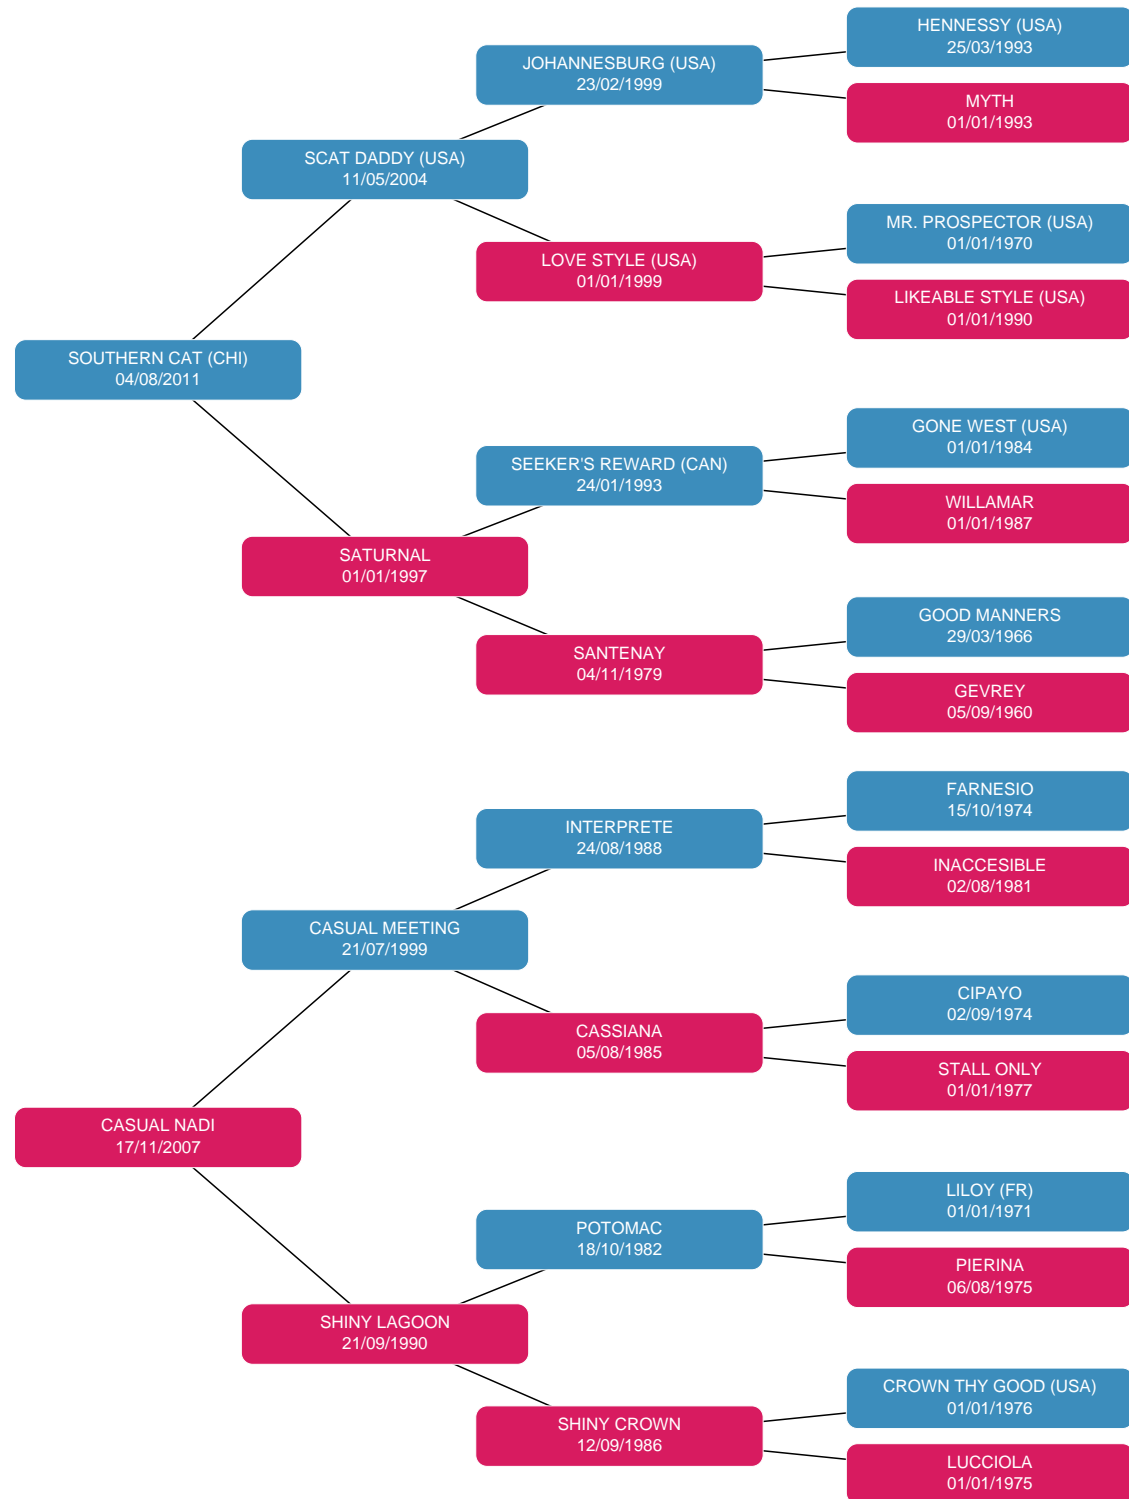 HENNESSY (USA)
25/03/1993
JOHANNESBURG (USA)
23/02/1999
MYTH
01/01/1993
SCAT DADDY (USA)
11/05/2004
MR. PROSPECTOR (USA)
01/01/1970
LOVE STYLE (USA)
01/01/1999
LIKEABLE STYLE (USA)
01/01/1990
SOUTHERN CAT (CHI)
04/08/2011
GONE WEST (USA)
01/01/1984
SEEKER'S REWARD (CAN)
24/01/1993
WILLAMAR
01/01/1987
SATURNAL
01/01/1997
GOOD MANNERS
29/03/1966
SANTENAY
04/11/1979
GEVREY
05/09/1960
FARNESIO
15/10/1974
INTERPRETE
24/08/1988
INACCESIBLE
02/08/1981
CASUAL MEETING
21/07/1999
CIPAYO
02/09/1974
CASSIANA
05/08/1985
STALL ONLY
01/01/1977
CASUAL NADI
17/11/2007
LILOY (FR)
01/01/1971
POTOMAC
18/10/1982
PIERINA
06/08/1975
SHINY LAGOON
21/09/1990
CROWN THY GOOD (USA)
01/01/1976
SHINY CROWN
12/09/1986
LUCCIOLA
01/01/1975